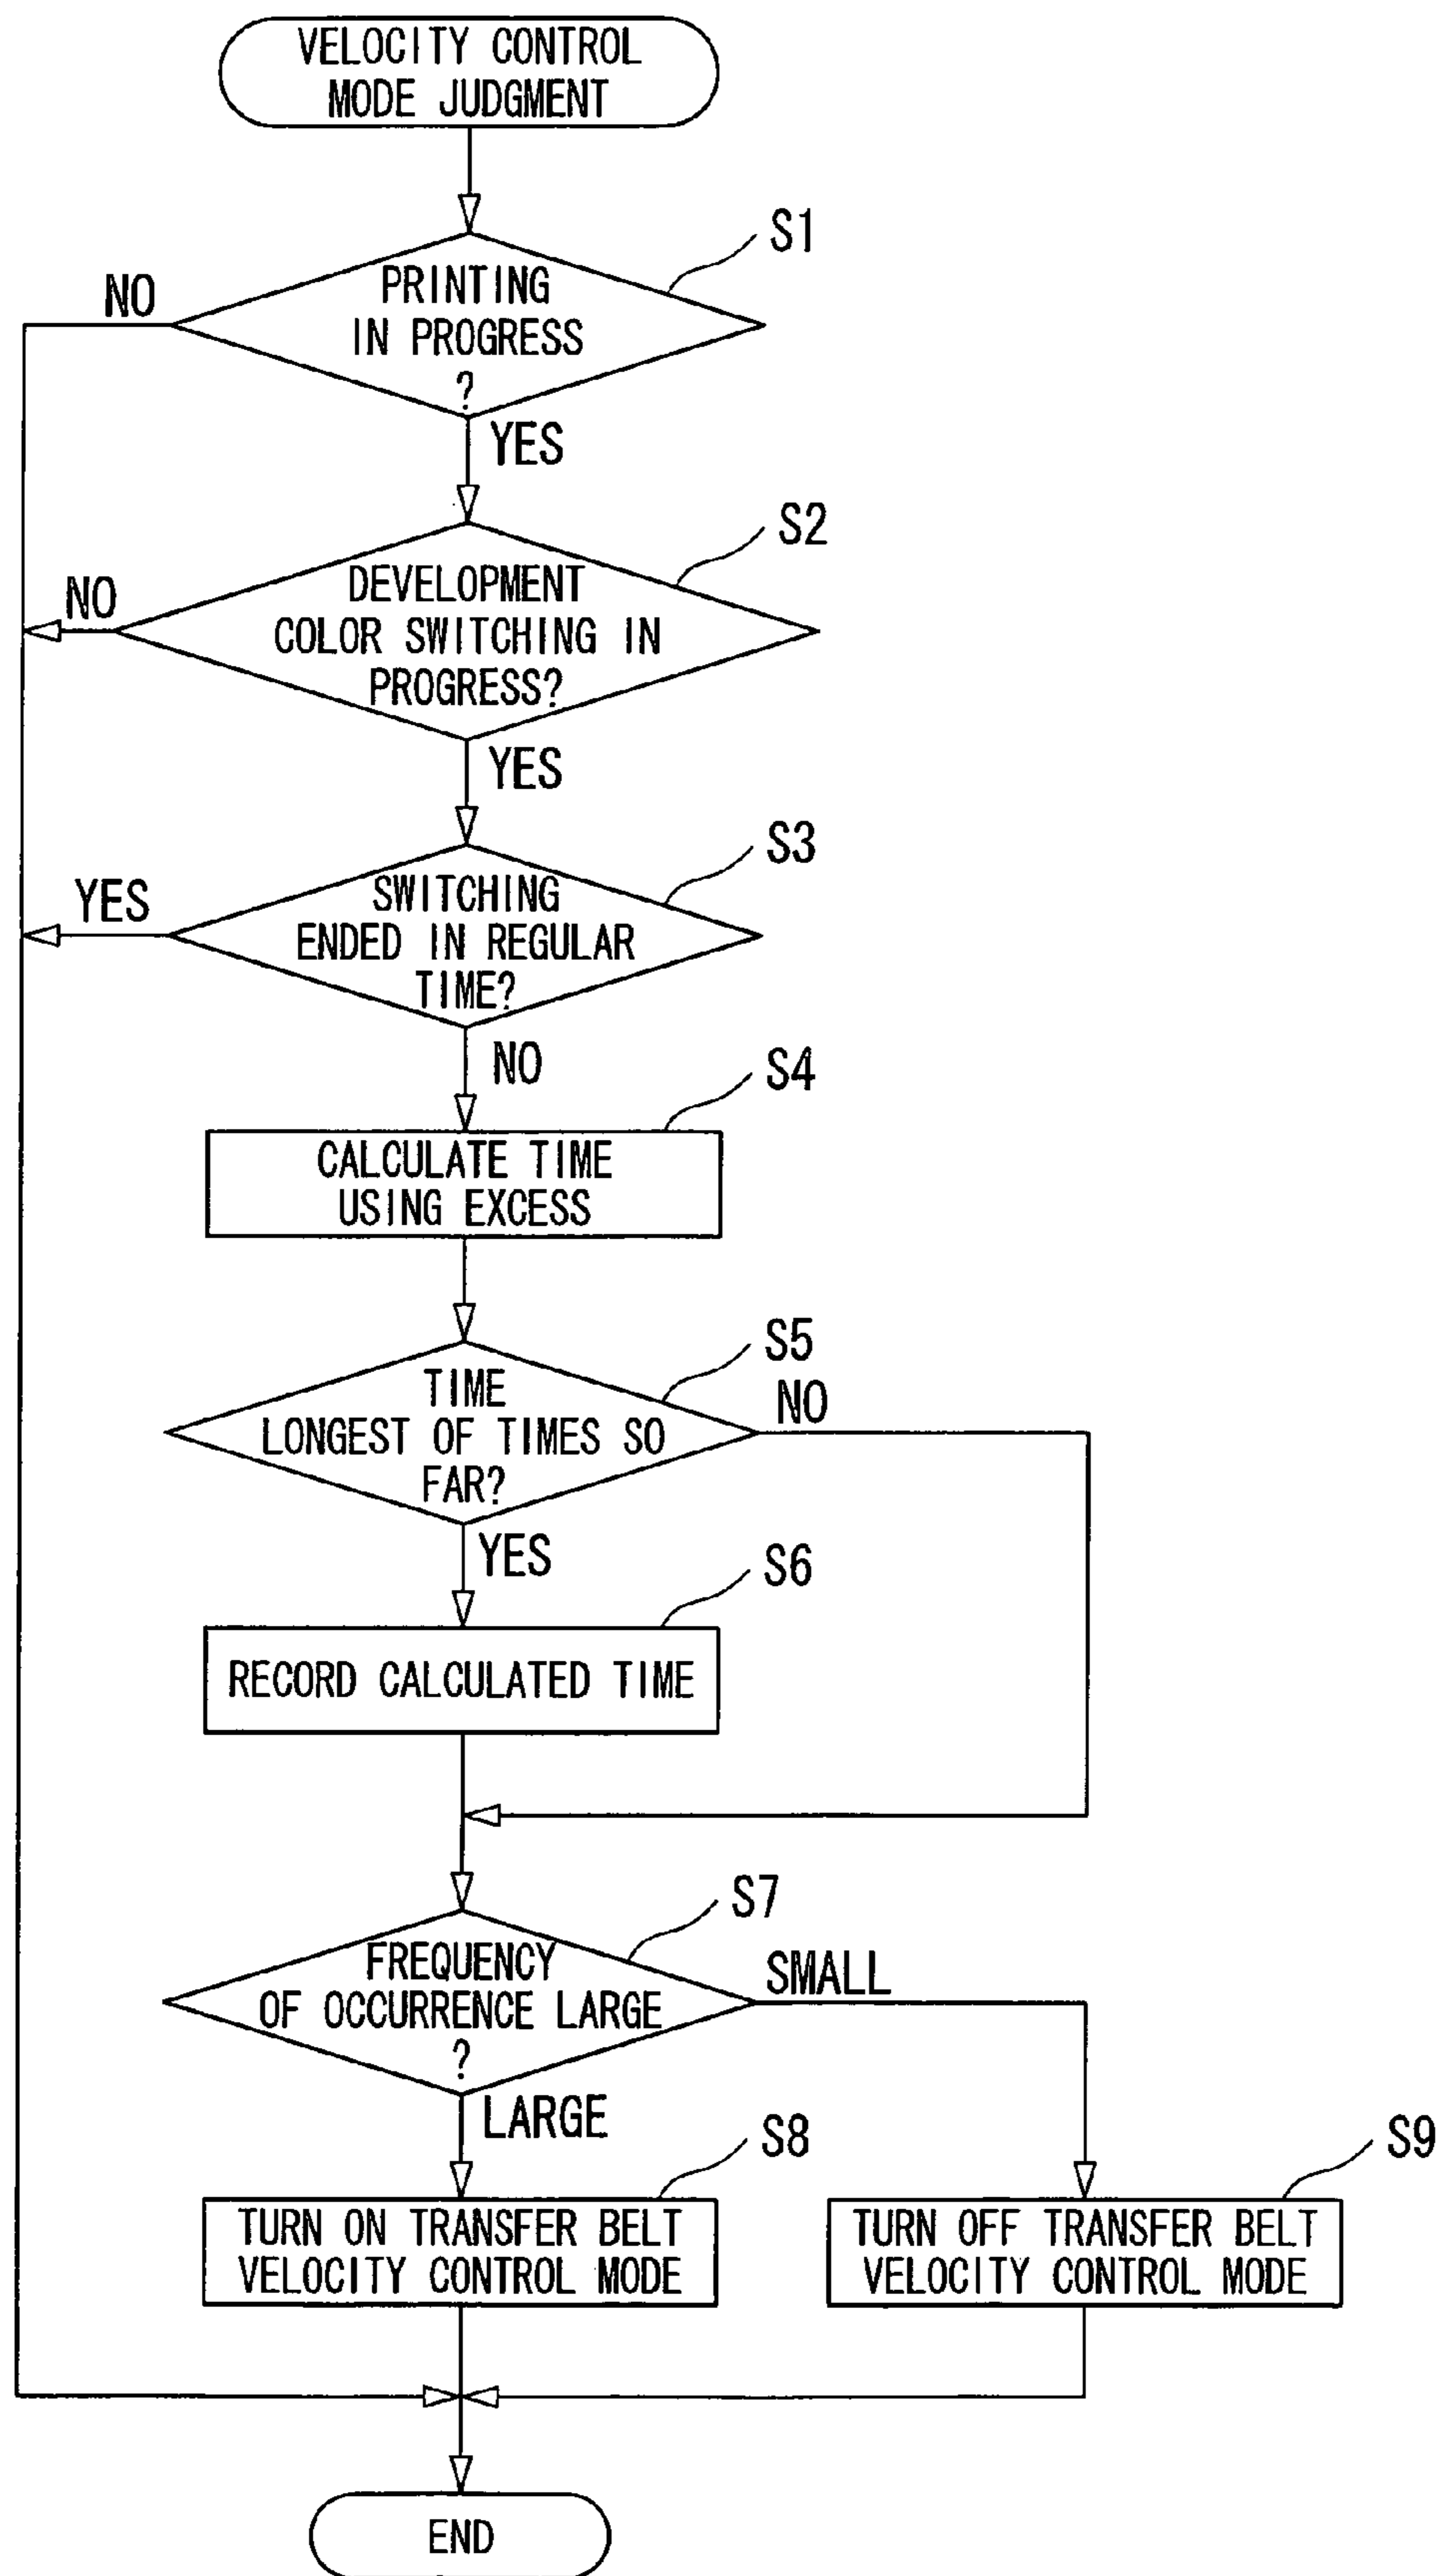 VELOCITY CONTROL
MODE JUDGMENT
S1
NO
PRINTING
IN PROGRESS
?
YES
S2
NO
DEVELOPMENT
COLOR SWITCHING IN
PROGRESS?
YES
S3
YES
SWITCHING
ENDED IN REGULAR
TIME?
NO
S4
CALCULATE TIME
USING EXCESS
S5
TIME
LONGEST OF TIMES SO
FAR?
NO
YES
S6
RECORD CALCULATED TIME
S7
FREQUENCY
OF OCCURRENCE LARGE
?
SMALL
LARGE
S8
TURN ON TRANSFER BELT
VELOCITY CONTROL MODE
S9
TURN OFF TRANSFER BELT
VELOCITY CONTROL MODE
END